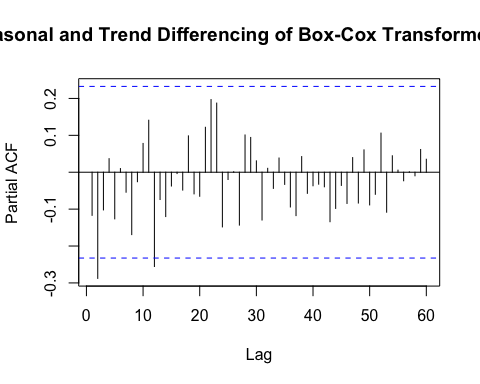 asonal and Trend Differencing of Box-Cox Transforme
Partial ACF
0.2
0.1
-0.1
-0.3
0 10 20 30 40 50 60
Lag